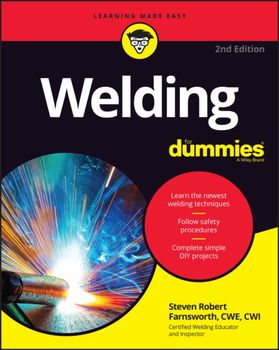 LEARNING MADE EASY
2nd Edition
Welding
for
dummies®
A Wiley Brand
Learn the newest
welding techniques
Follow safety
procedures
Complete simple
DIY projects
Steven Robert
Farnsworth, CWE, CWI
Certified Welding Educator
and Inspector